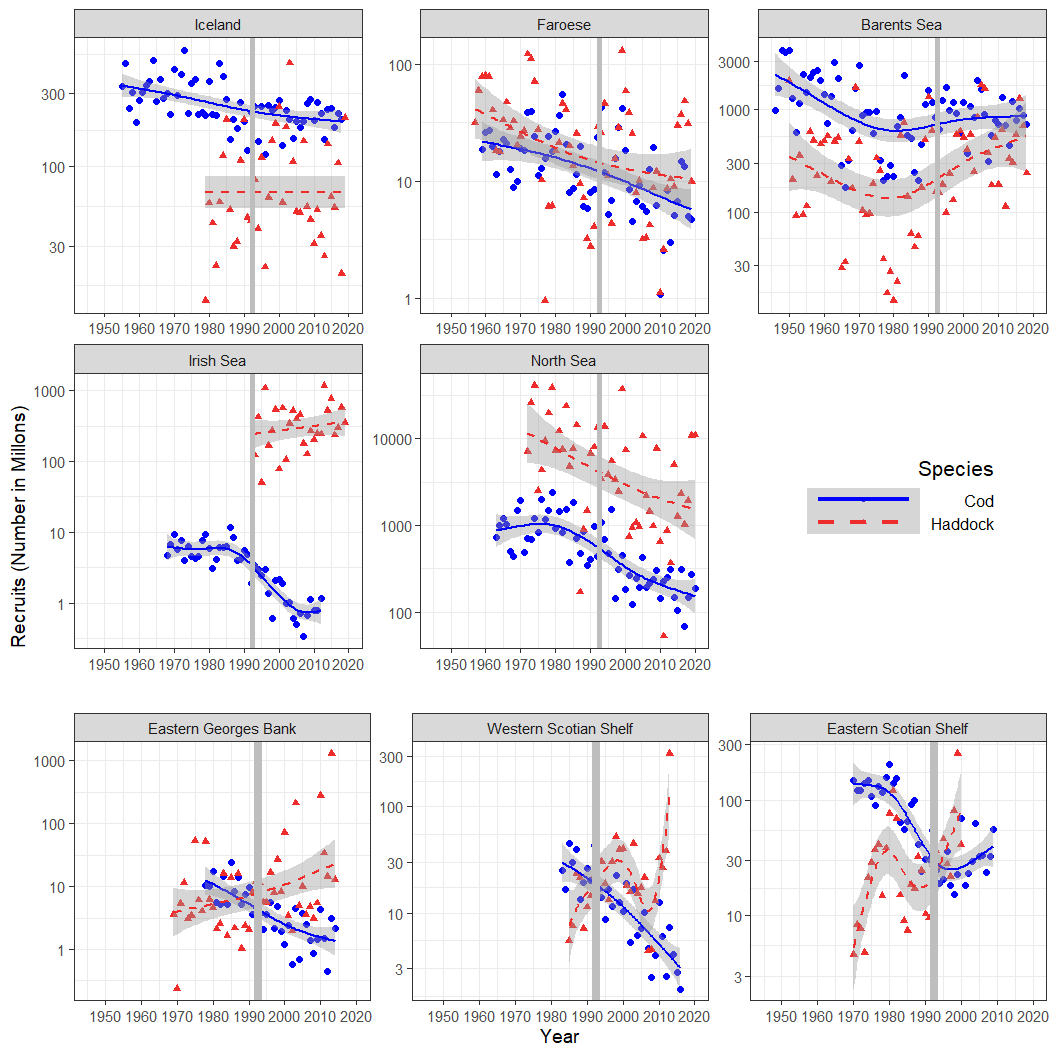 Iceland Faroese Barents Sea
300
100
30
1950 1960 1970 1980 1990 2000 2010 2020
100
10
1
1950 1960 1970 1980 1990 2000 2010 2020
3000
1000
300
100
30
1950 1960 1970 1980 1990 2000 2010 2020
Irish Sea North Sea
1000
100
10
1
1950 1960 1970 1980 1990 2000 2010 2020
10000
1000
100
1950 1960 1970 1980 1990 2000 2010 2020
Species
Cod
Haddock
Recruits (Number in Millons)
Eastern Georges Bank Western Scotian Shelf Eastern Scotian Shelf
1000
100
10
1
1950 1960 1970 1980 1990 2000 2010 2020
300
100
30
10
3
1950 1960 1970 1980 1990 2000 2010 2020
300
100
30
10
3
1950 1960 1970 1980 1990 2000 2010 2020
Year